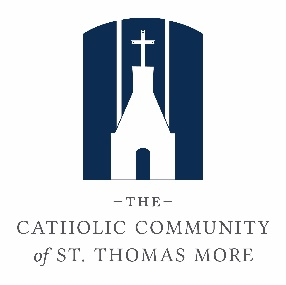 –THE–
CATHOLIC COMMUNITY
of ST. THOMAS MORE